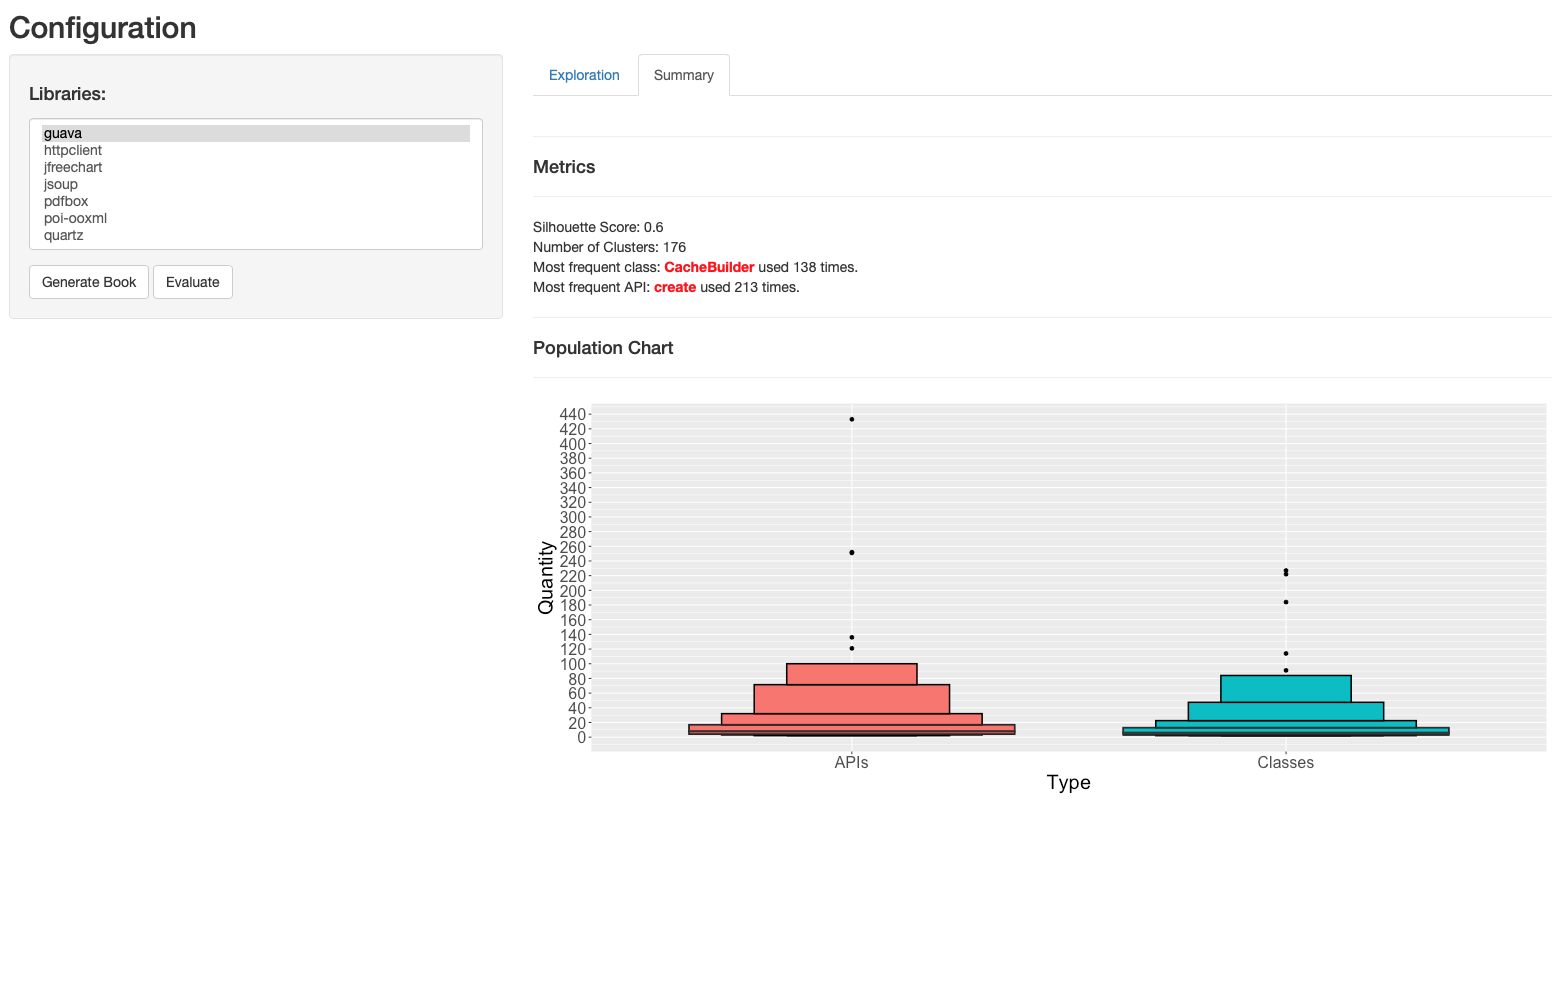 Configuration
Libraries:
guava
httpclient
jfreechart
jsoup
pdfbox
poi-ooxml
quartz
Generate Book
Evaluate
Exploration
Summary
Metrics
Silhouette Score: 0.6
Number of Clusters: 176
Most frequent class: CacheBuilder used 138 times.
Most frequent API: create used 213 times.
Population Chart
Quantity
440
420
400
380
360
340
320
300
280
260
240
220
200
180
160
140
120
100
80
60
40
20
0
APIs
Classes
Type